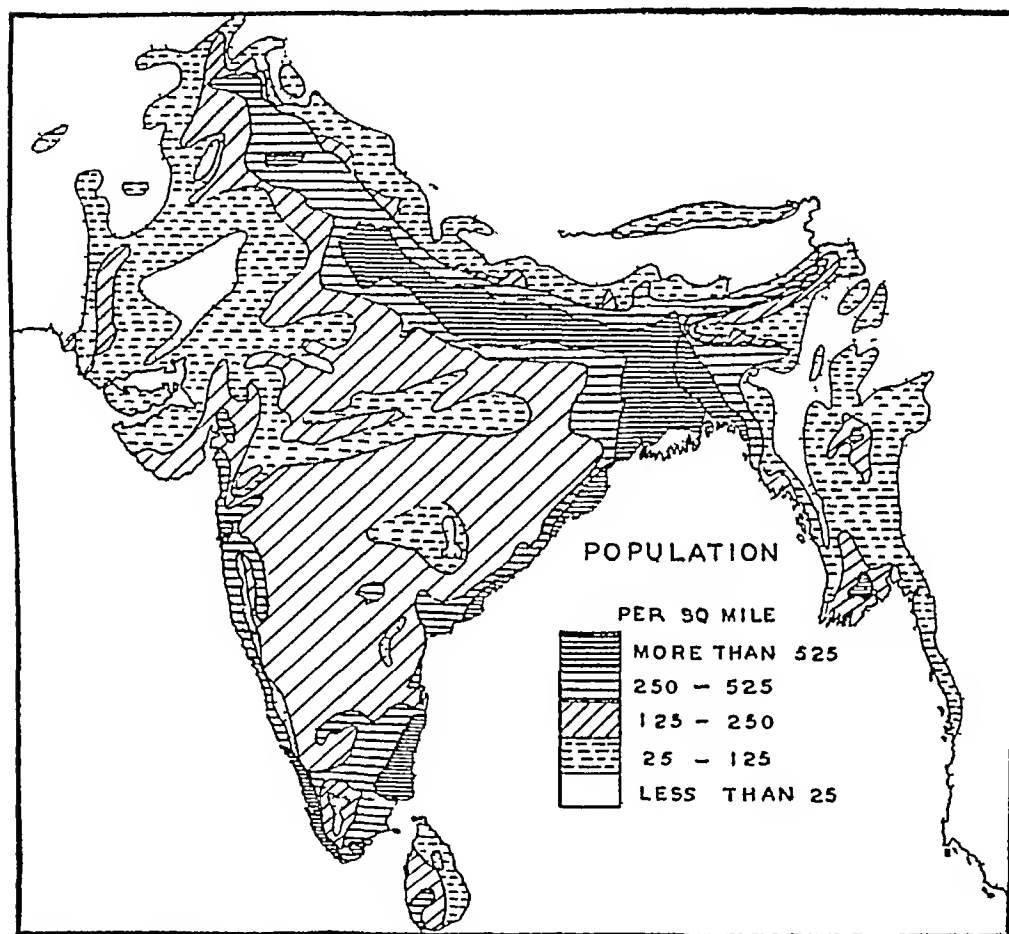 POPULATION
PER SQ MILE
MORE THAN 525
250 - 525
125 - 250
25 - 125
LESS THAN 25